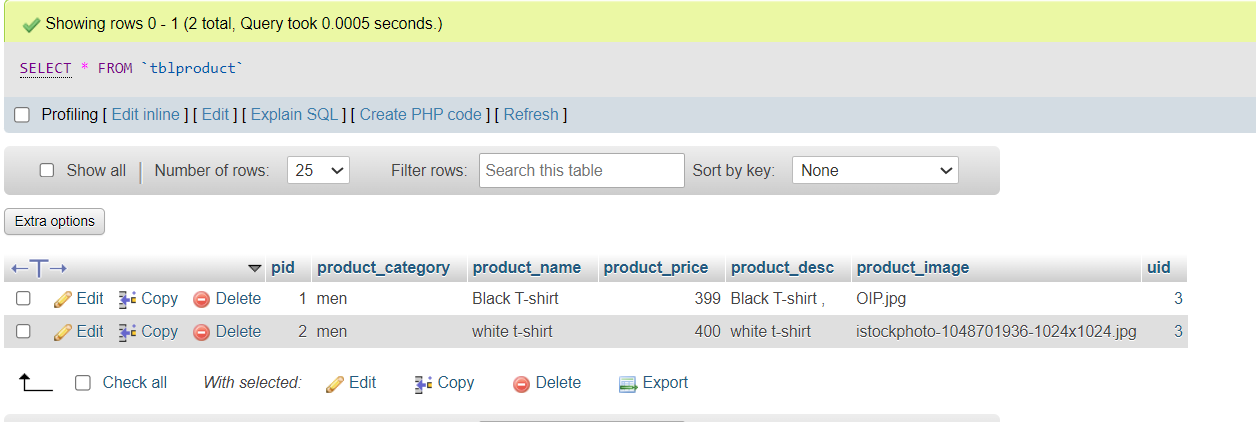 Showing rows 0 - 1 (2 total, Query took 0.0005 seconds.)
SELECT * FROM `tblproduct`
Profiling [ Edit inline ] [ Edit ] [ Explain SQL ] [ Create PHP code ] [ Refresh ]
Show all | Number of rows: 25 Filter rows: Search this table Sort by key: None
Extra options
pid product_category product_name product_price product_desc product_image uid
Edit Copy Delete 1 men Black T-shirt 399 Black T-shirt , OIP.jpg 3
Edit Copy Delete 2 men white t-shirt 400 white t-shirt istockphoto-1048701936-1024x1024.jpg 3
Check all With selected: Edit Copy Delete Export